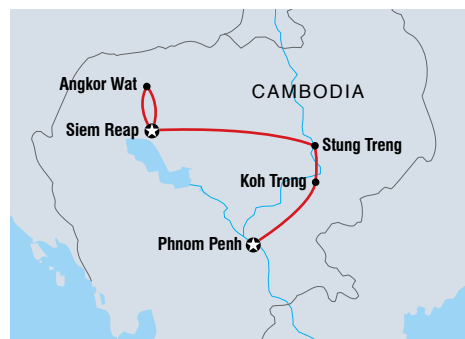 Angkor Wat
CAMBODIA
Siem Reap
Stung Treng
Koh Trong
Phnom Penh